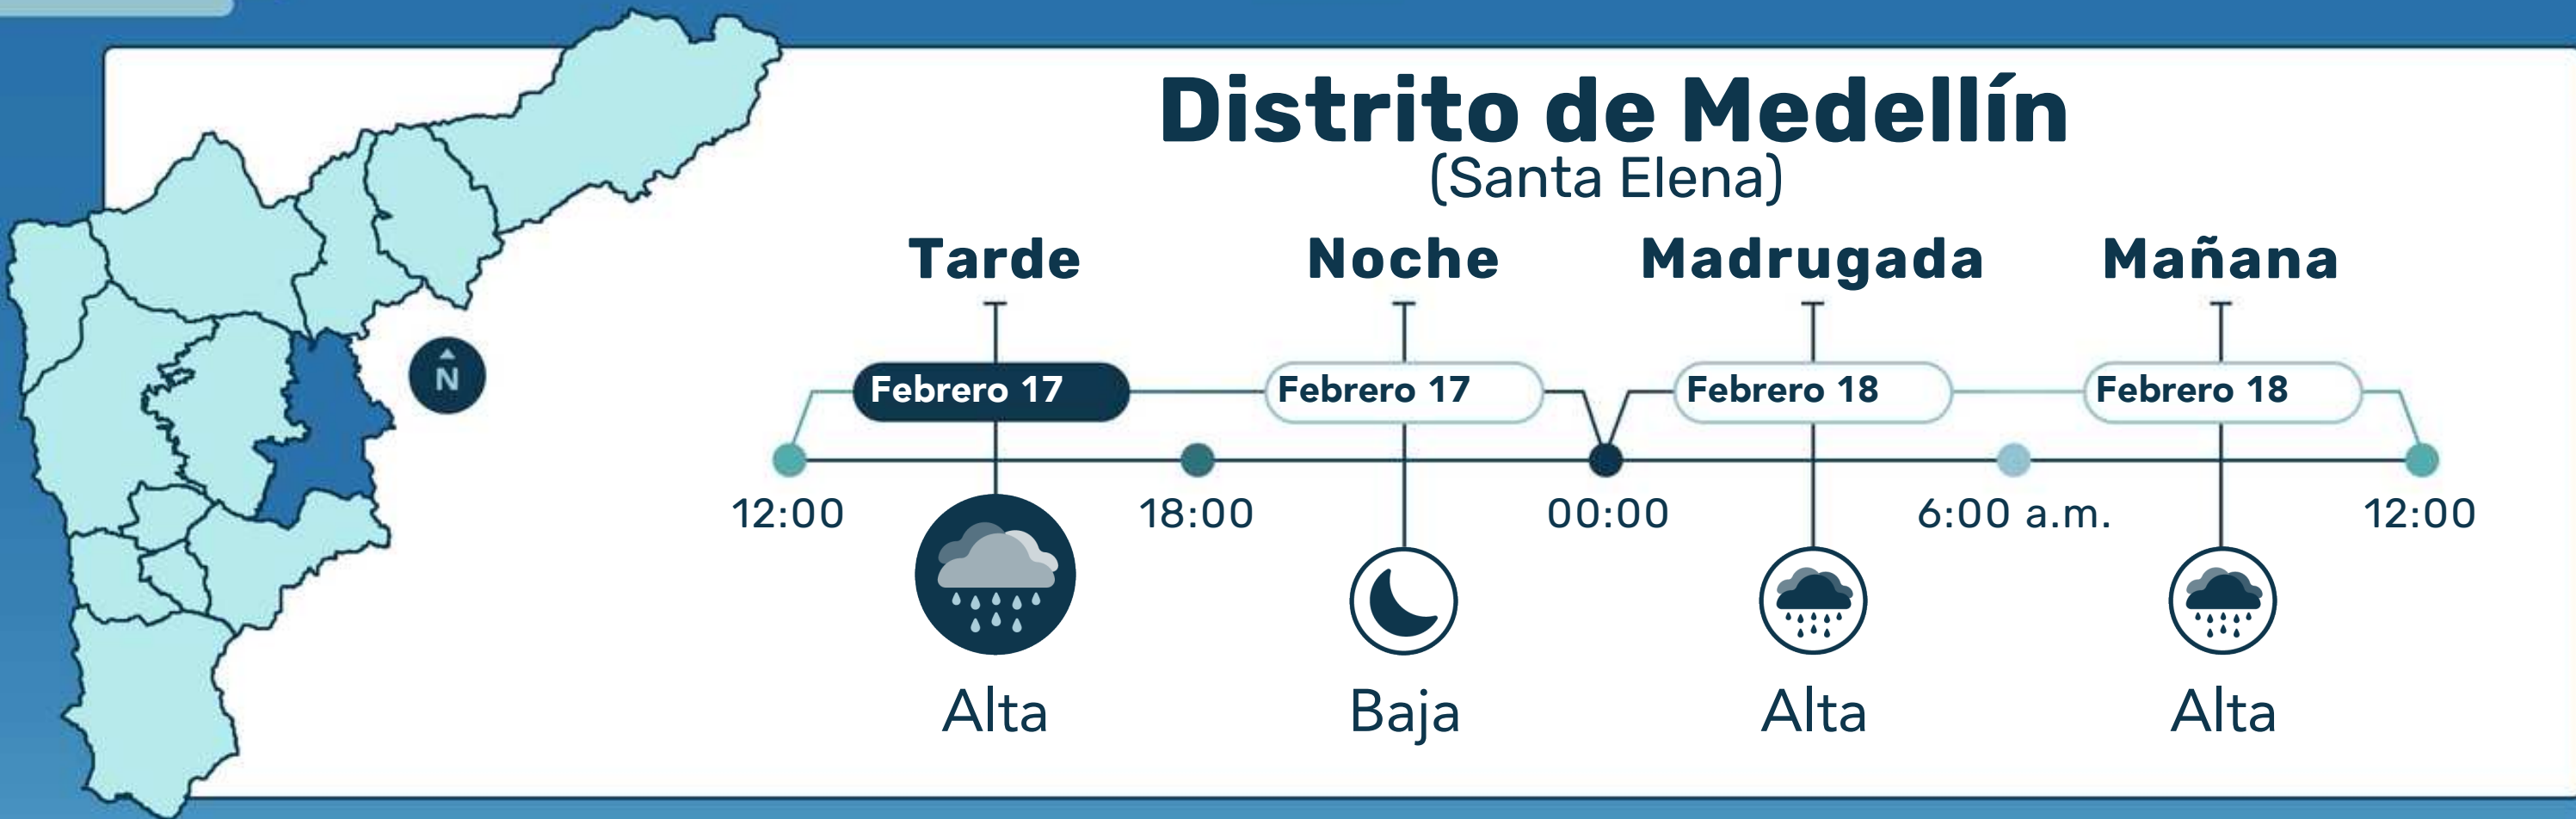 Distrito de Medellín
(Santa Elena)
Tarde Noche Madrugada Mañana
Febrero 17 Febrero 17 Febrero 18 Febrero 18
N
12:00 18:00 00:00 6:00 a.m. 12:00
Alta Baja Alta Alta